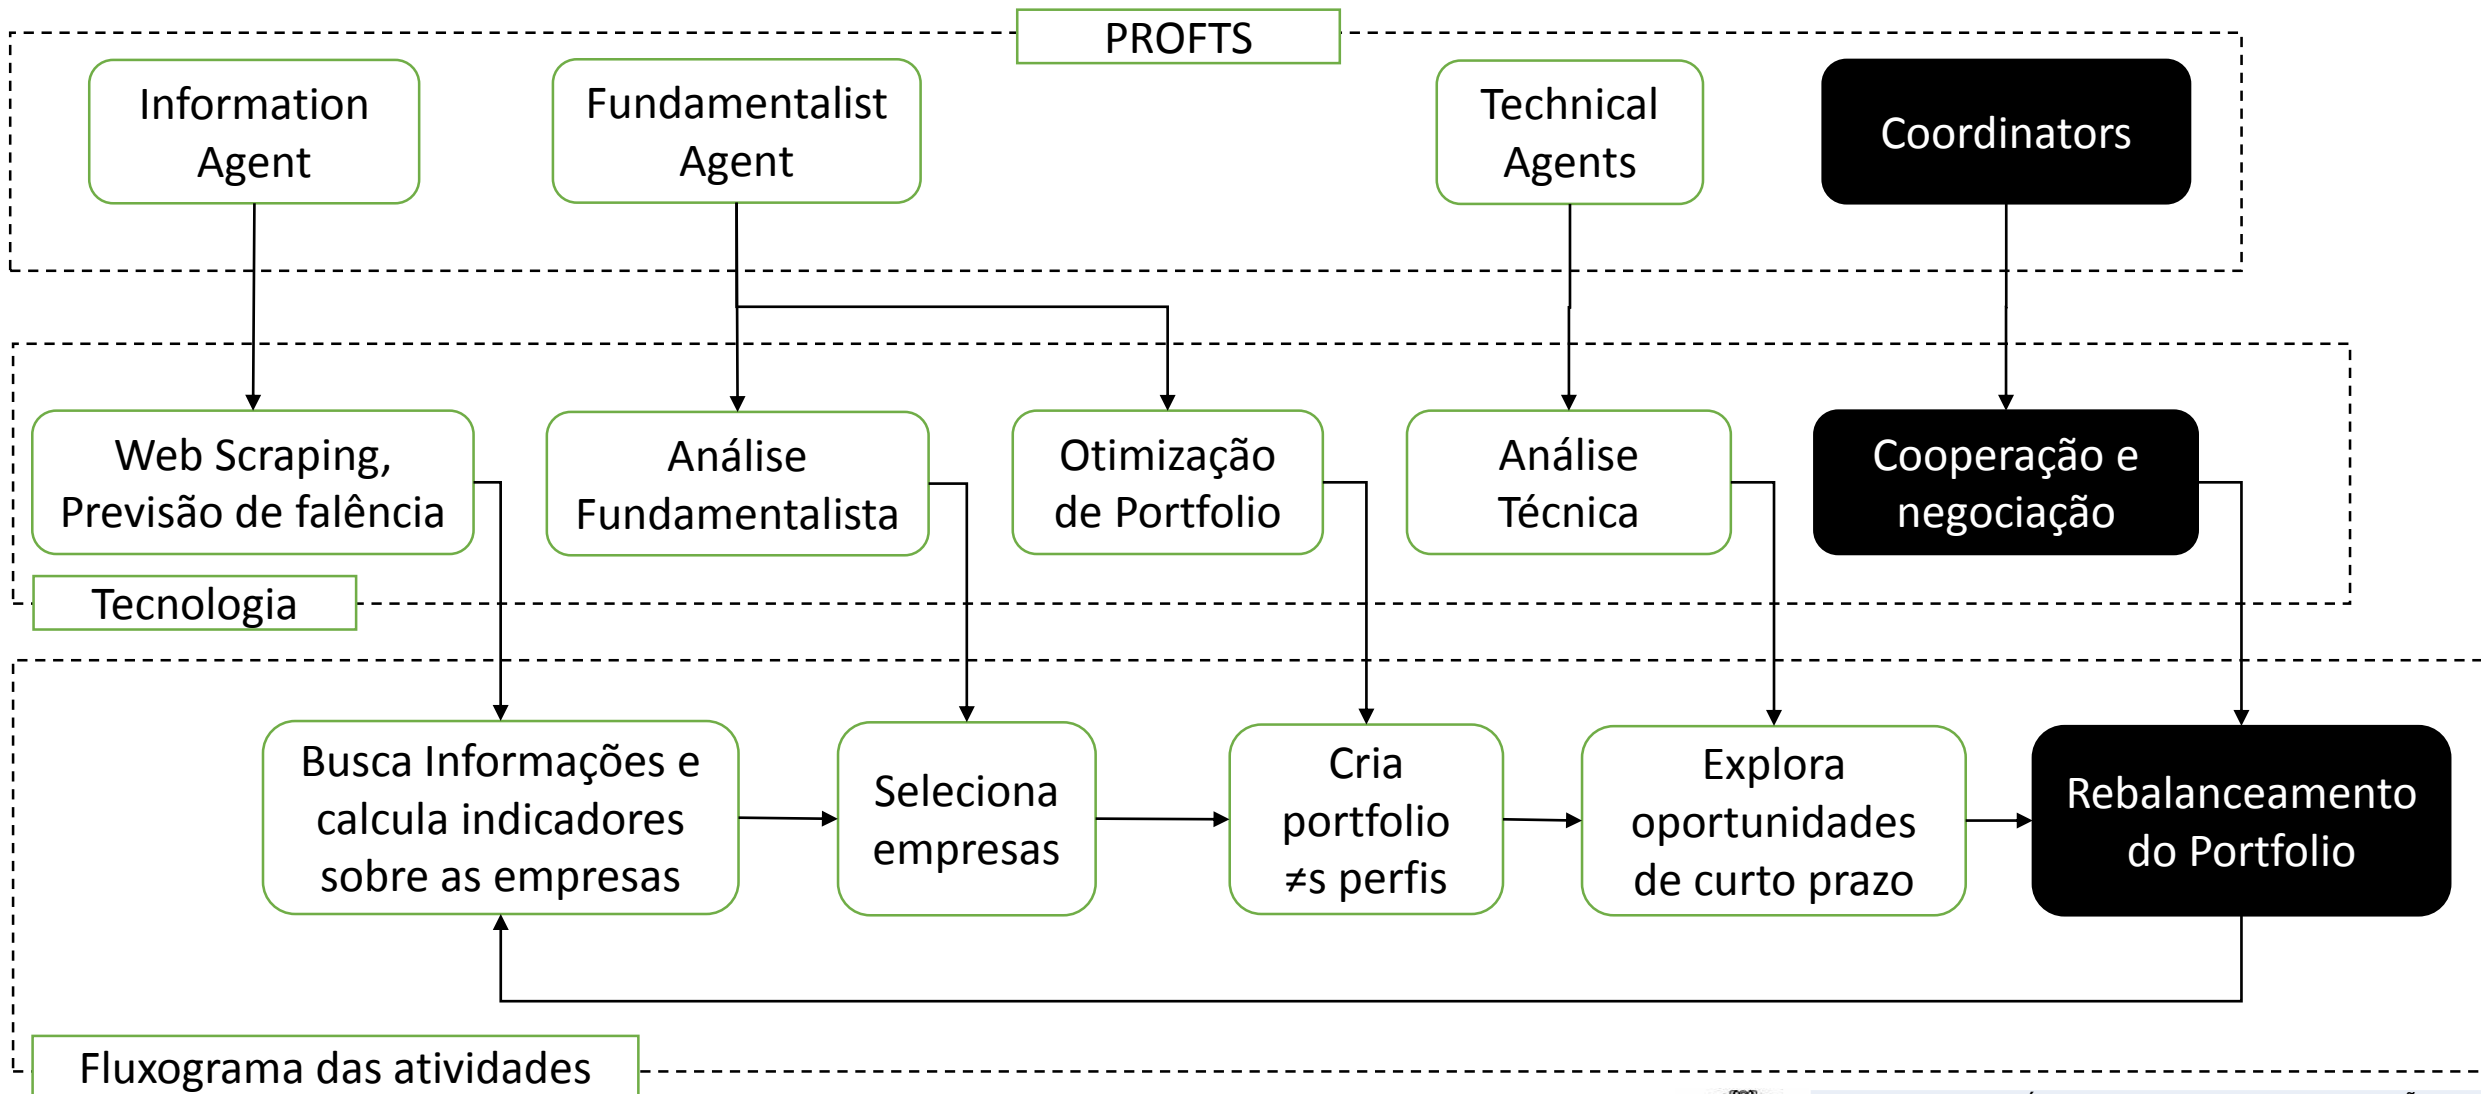 PROFTS
Information
Agent
Fundamentalist
Agent
Technical
Agents
Coordinators
Web Scraping,
Previsão de falência
Análise
Fundamentalista
Otimização
de Portfolio
Análise
Técnica
Cooperação e
negociação
Tecnologia
Busca Informações e
calcula indicadores
sobre as empresas
Seleciona
empresas
Cria
portfolio
≠s perfis
Explora
oportunidades
de curto prazo
Rebalanceamento
do Portfolio
Fluxograma das atividades